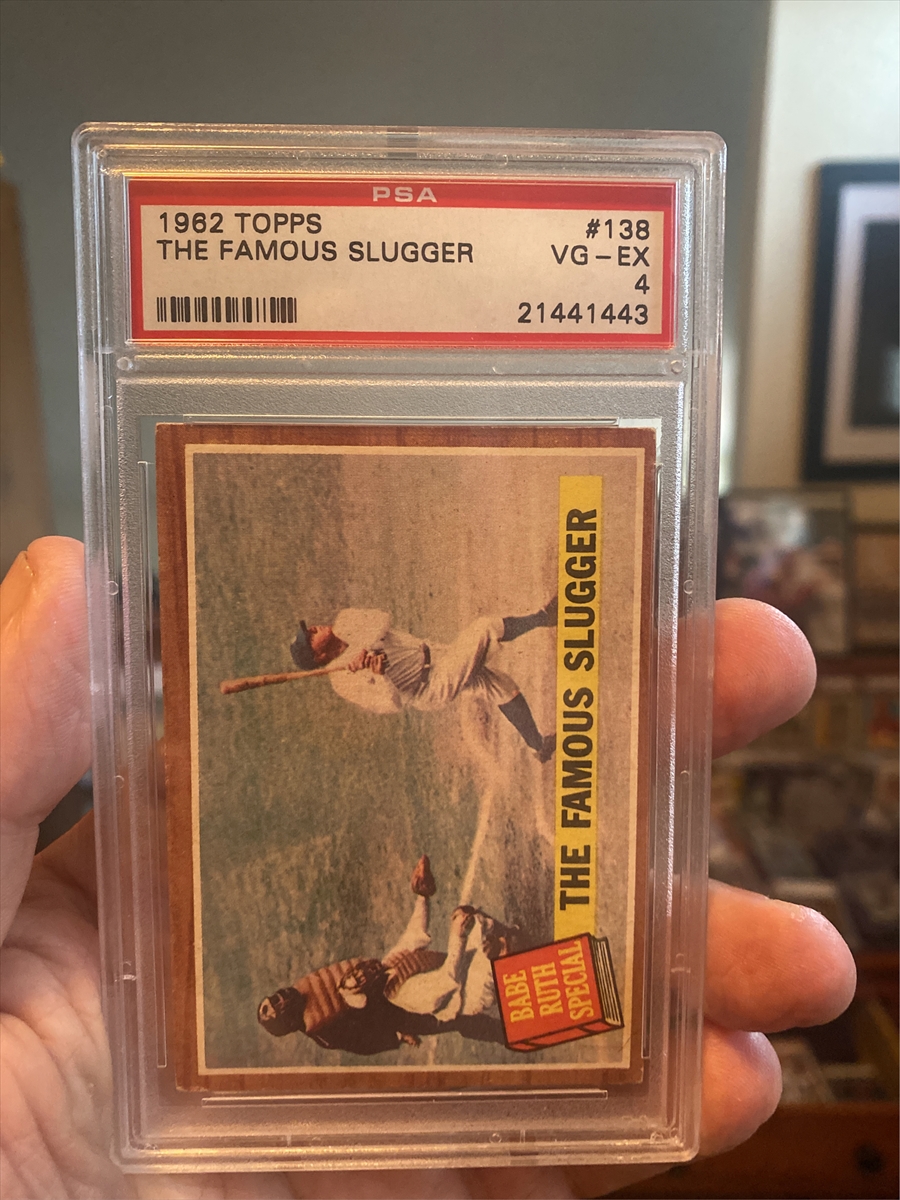 PSA
1962 TOPPS #138
THE FAMOUS SLUGGER VG-EX
4
21441443
THE FAMOUS SLUGGER
BABE
RUTH
SPECIAL